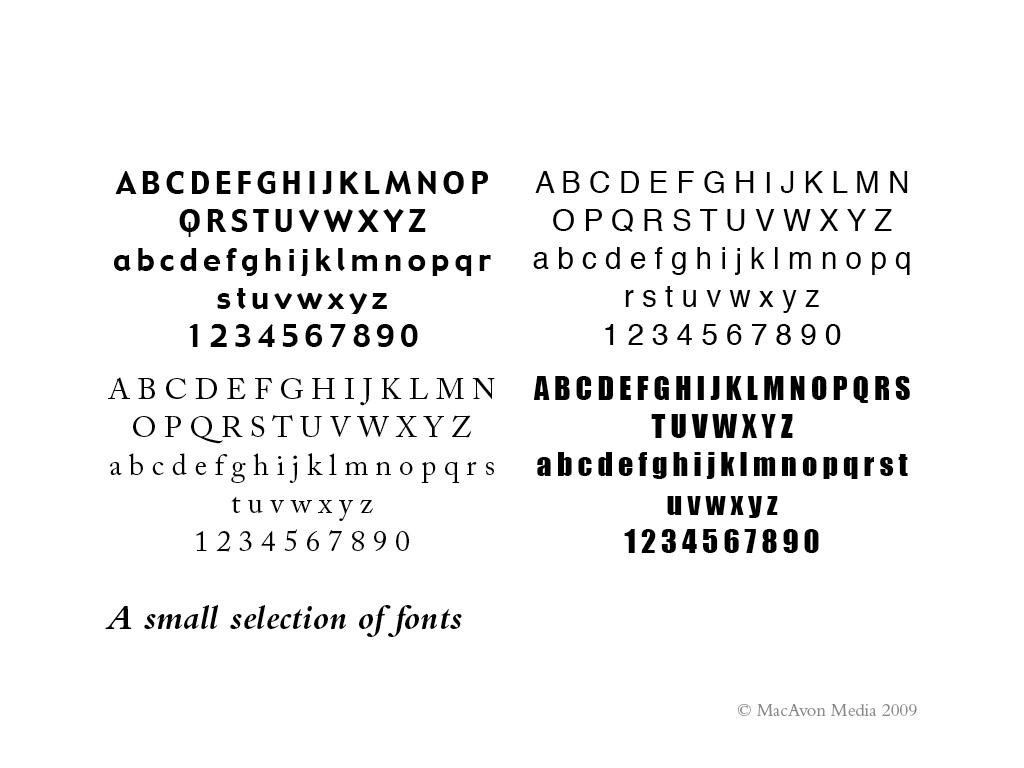 ABCDEFGHIJKLMNOP
QRSTUVWXYZ
abcdefghijklmnopqr
stuvwxyz
1234567890
A B C D E F G H I J K L M N
O P Q R S T U V W X Y Z
a b c d e f g h i j k l m n o p q
r s t u v w x y z
1 2 3 4 5 6 7 8 9 0
A B C D E F G H I J K L M N
O P Q R S T U V W X Y Z
a b c d e f g h i j k l m n o p q r s
t u v w x y z
1 2 3 4 5 6 7 8 9 0
ABCDEFGHIJKLMNOPQRS
TUVWXYZ
abcdefghijklmnopqrst
uvwxyz
1234567890
A small selection of fonts
© MacAvon Media 2009